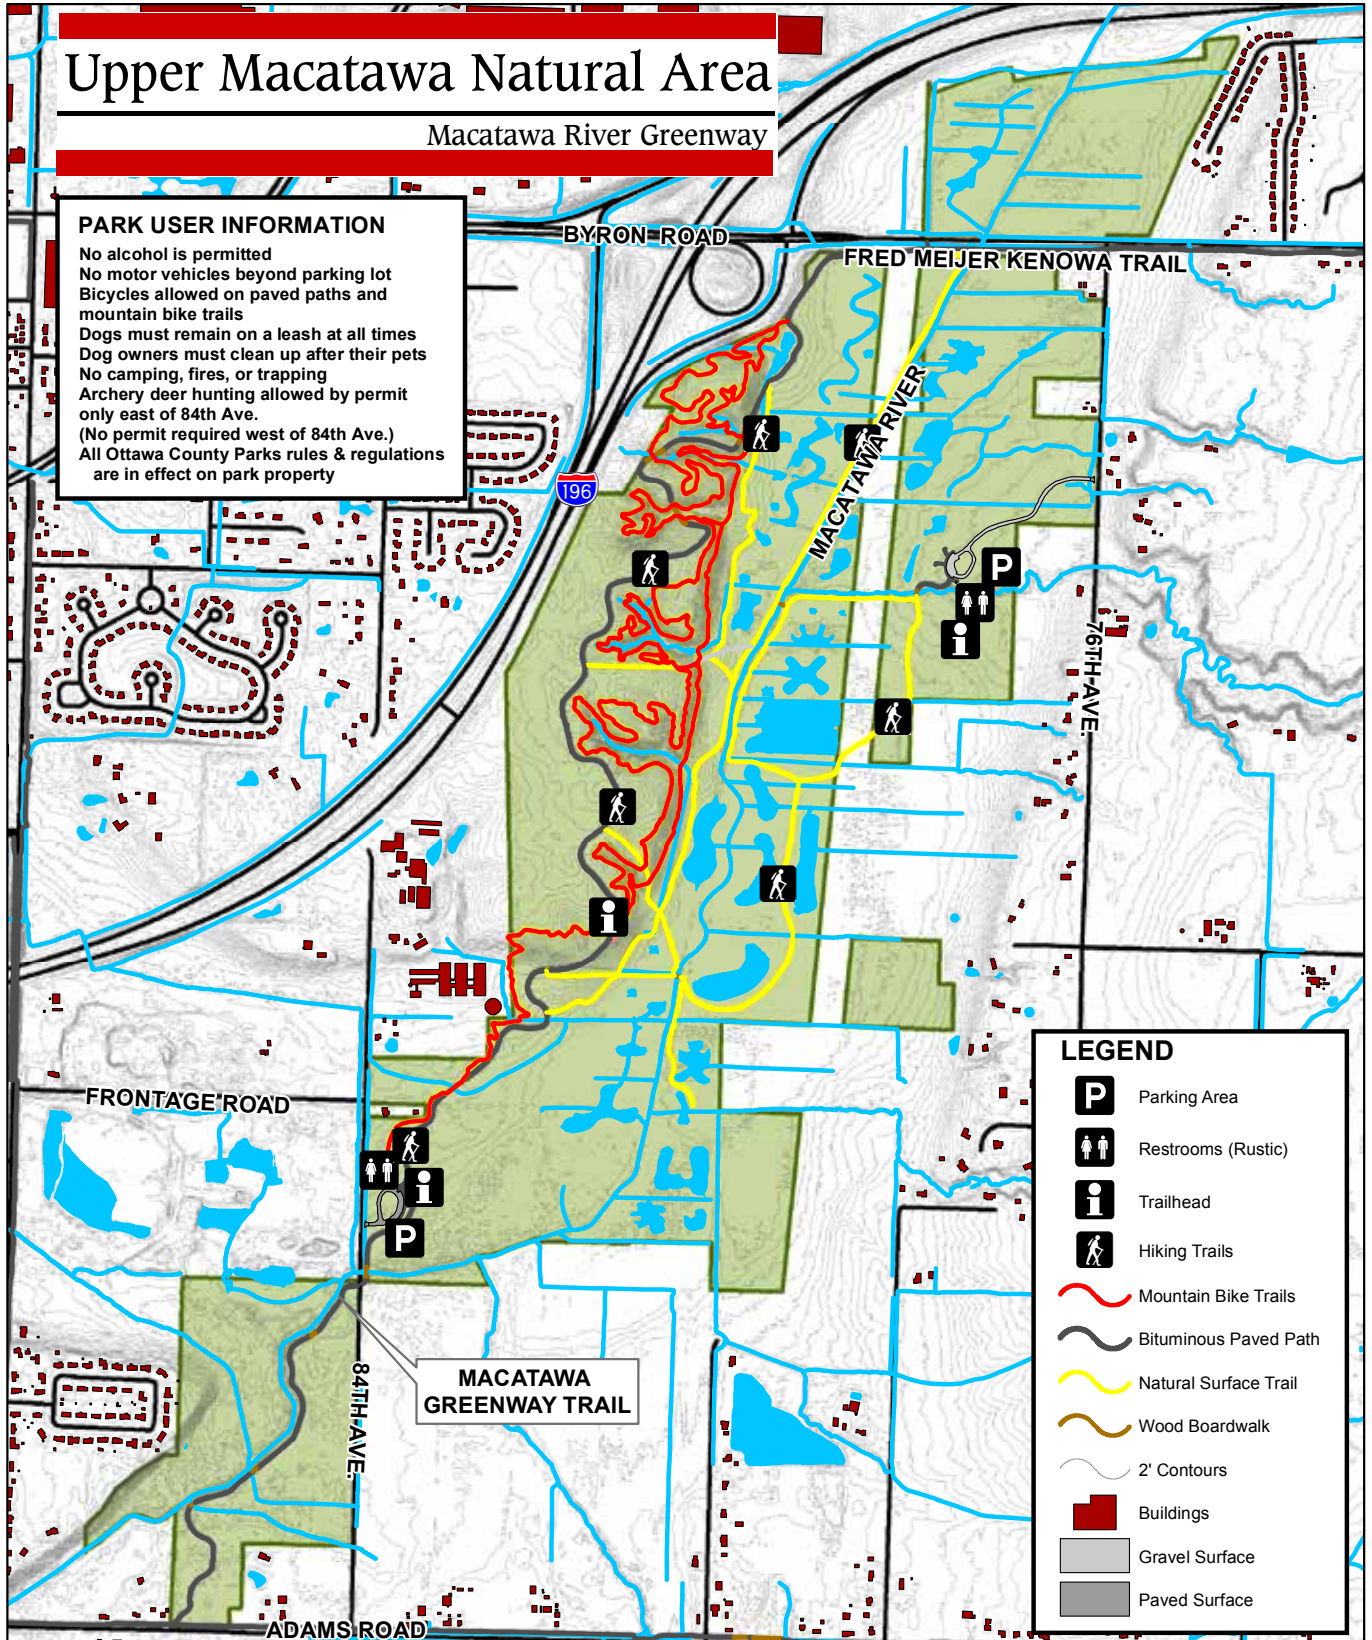 Upper Macatawa Natural Area
Macatawa River Greenway
PARK USER INFORMATION
No alcohol is permitted
No motor vehicles beyond parking lot
Bicycles allowed on paved paths and
mountain bike trails
Dogs must remain on a leash at all times
Dog owners must clean up after their pets
No camping, fires, or trapping
Archery deer hunting allowed by permit
only east of 84th Ave.
(No permit required west of 84th Ave.)
All Ottawa County Parks rules & regulations
are in effect on park property
BYRON ROAD
FRED MEIJER KENOWA TRAIL
MACATAWA RIVER
196
P
i
76TH AVE.
i
FRONTAGE ROAD
i
P
MACATAWA
GREENWAY TRAIL
84TH AVE.
ADAMS ROAD
LEGEND
P Parking Area
Restrooms (Rustic)
i Trailhead
Hiking Trails
Mountain Bike Trails
Bituminous Paved Path
Natural Surface Trail
Wood Boardwalk
2' Contours
Buildings
Gravel Surface
Paved Surface